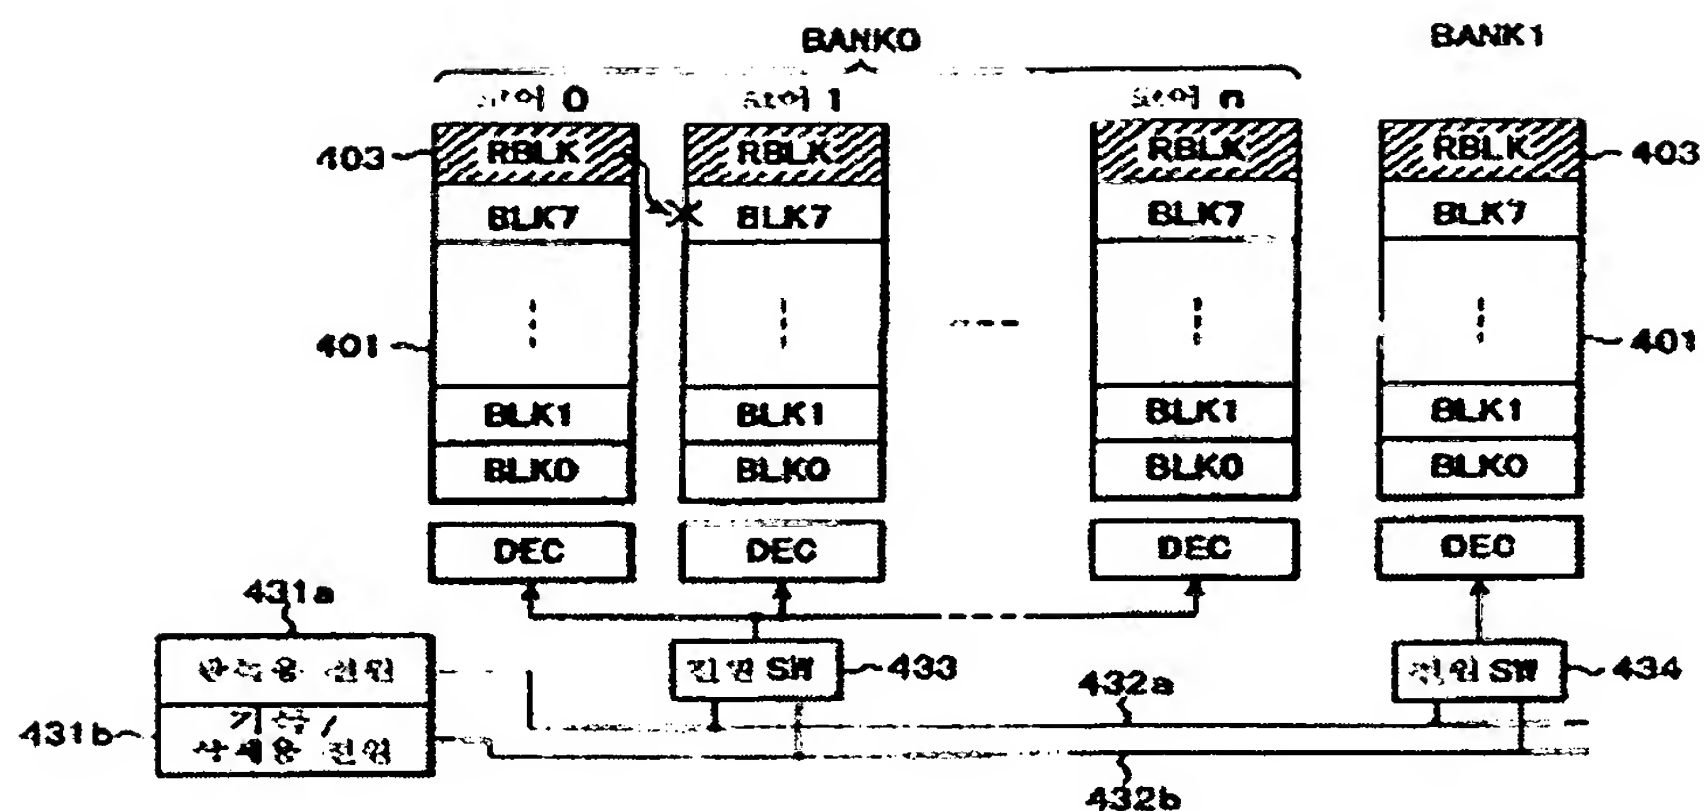 BANK0 BANK1
코어 0 코어 1 코어 n
403 RBLK RBLK RBLK RBLK 403
BLK7 BLK7 BLK7 BLK7
401 401
BLK1 BLK1 BLK1 BLK1
BLK0 BLK0 BLK0 BLK0
DEC DEC DEC DEC
431a
판독용 전원 전원 SW 433 432a 전원 SW 434
431b 기록/
소거용 전원
432b